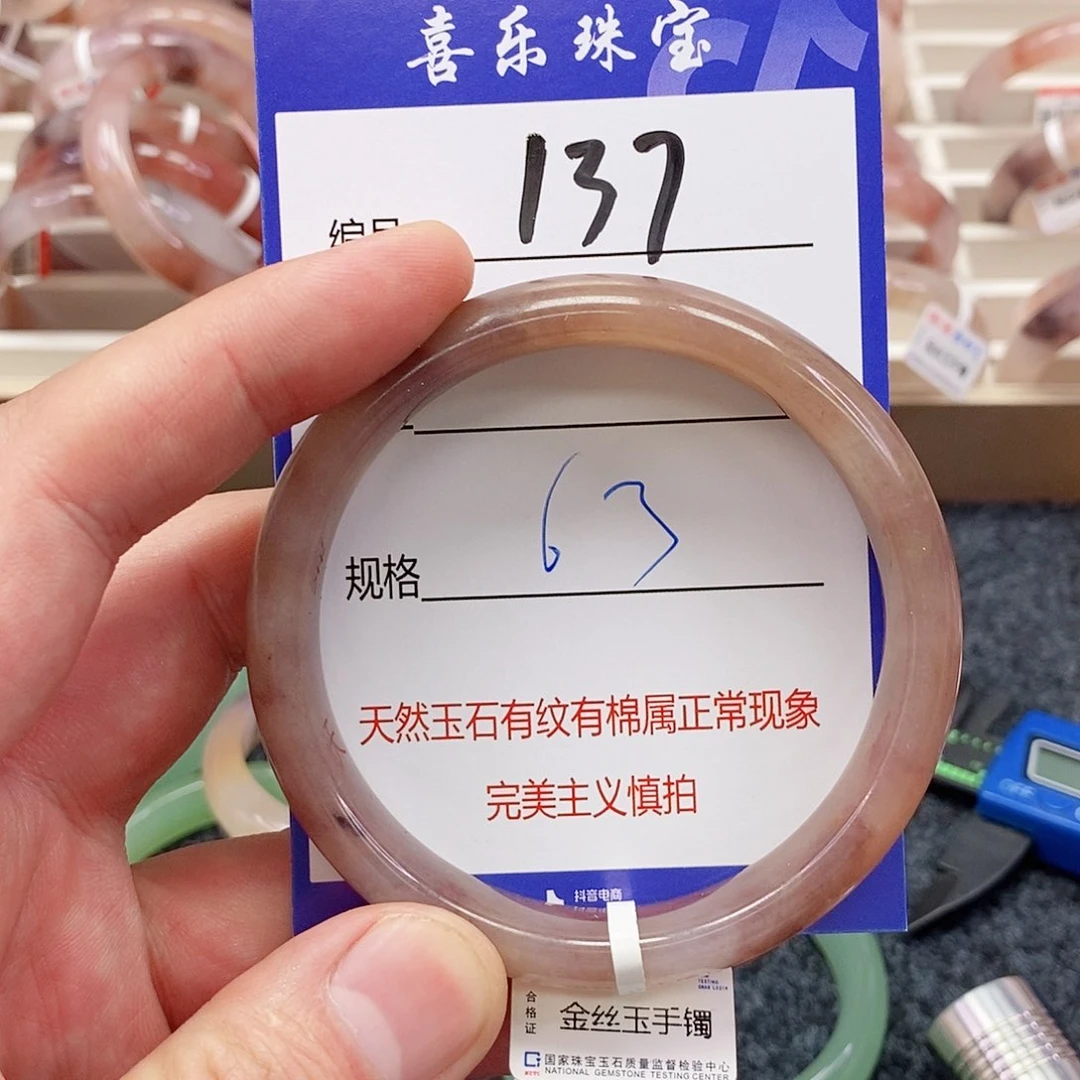 喜乐珠宝
编号 137
规格 63
天然玉石有纹有棉属正常现象
完美主义慎拍
抖音电商
合格证
金丝玉手镯
国家珠宝玉石质量监督检验中心
NATIONAL GEMSTONE TESTING CENTER